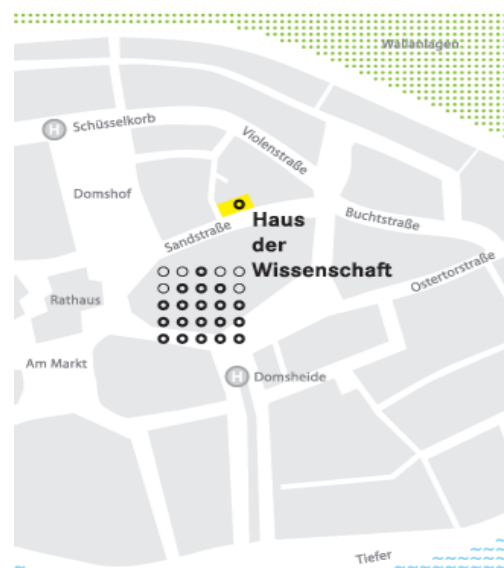 Wallanlagen
H Schüsselkorb
Violenstraße
Domshof
Sandstraße
Haus
der
Wissenschaft
Buchtstraße
Ostertorstraße
Rathaus
Am Markt
H Domsheide
Tiefer